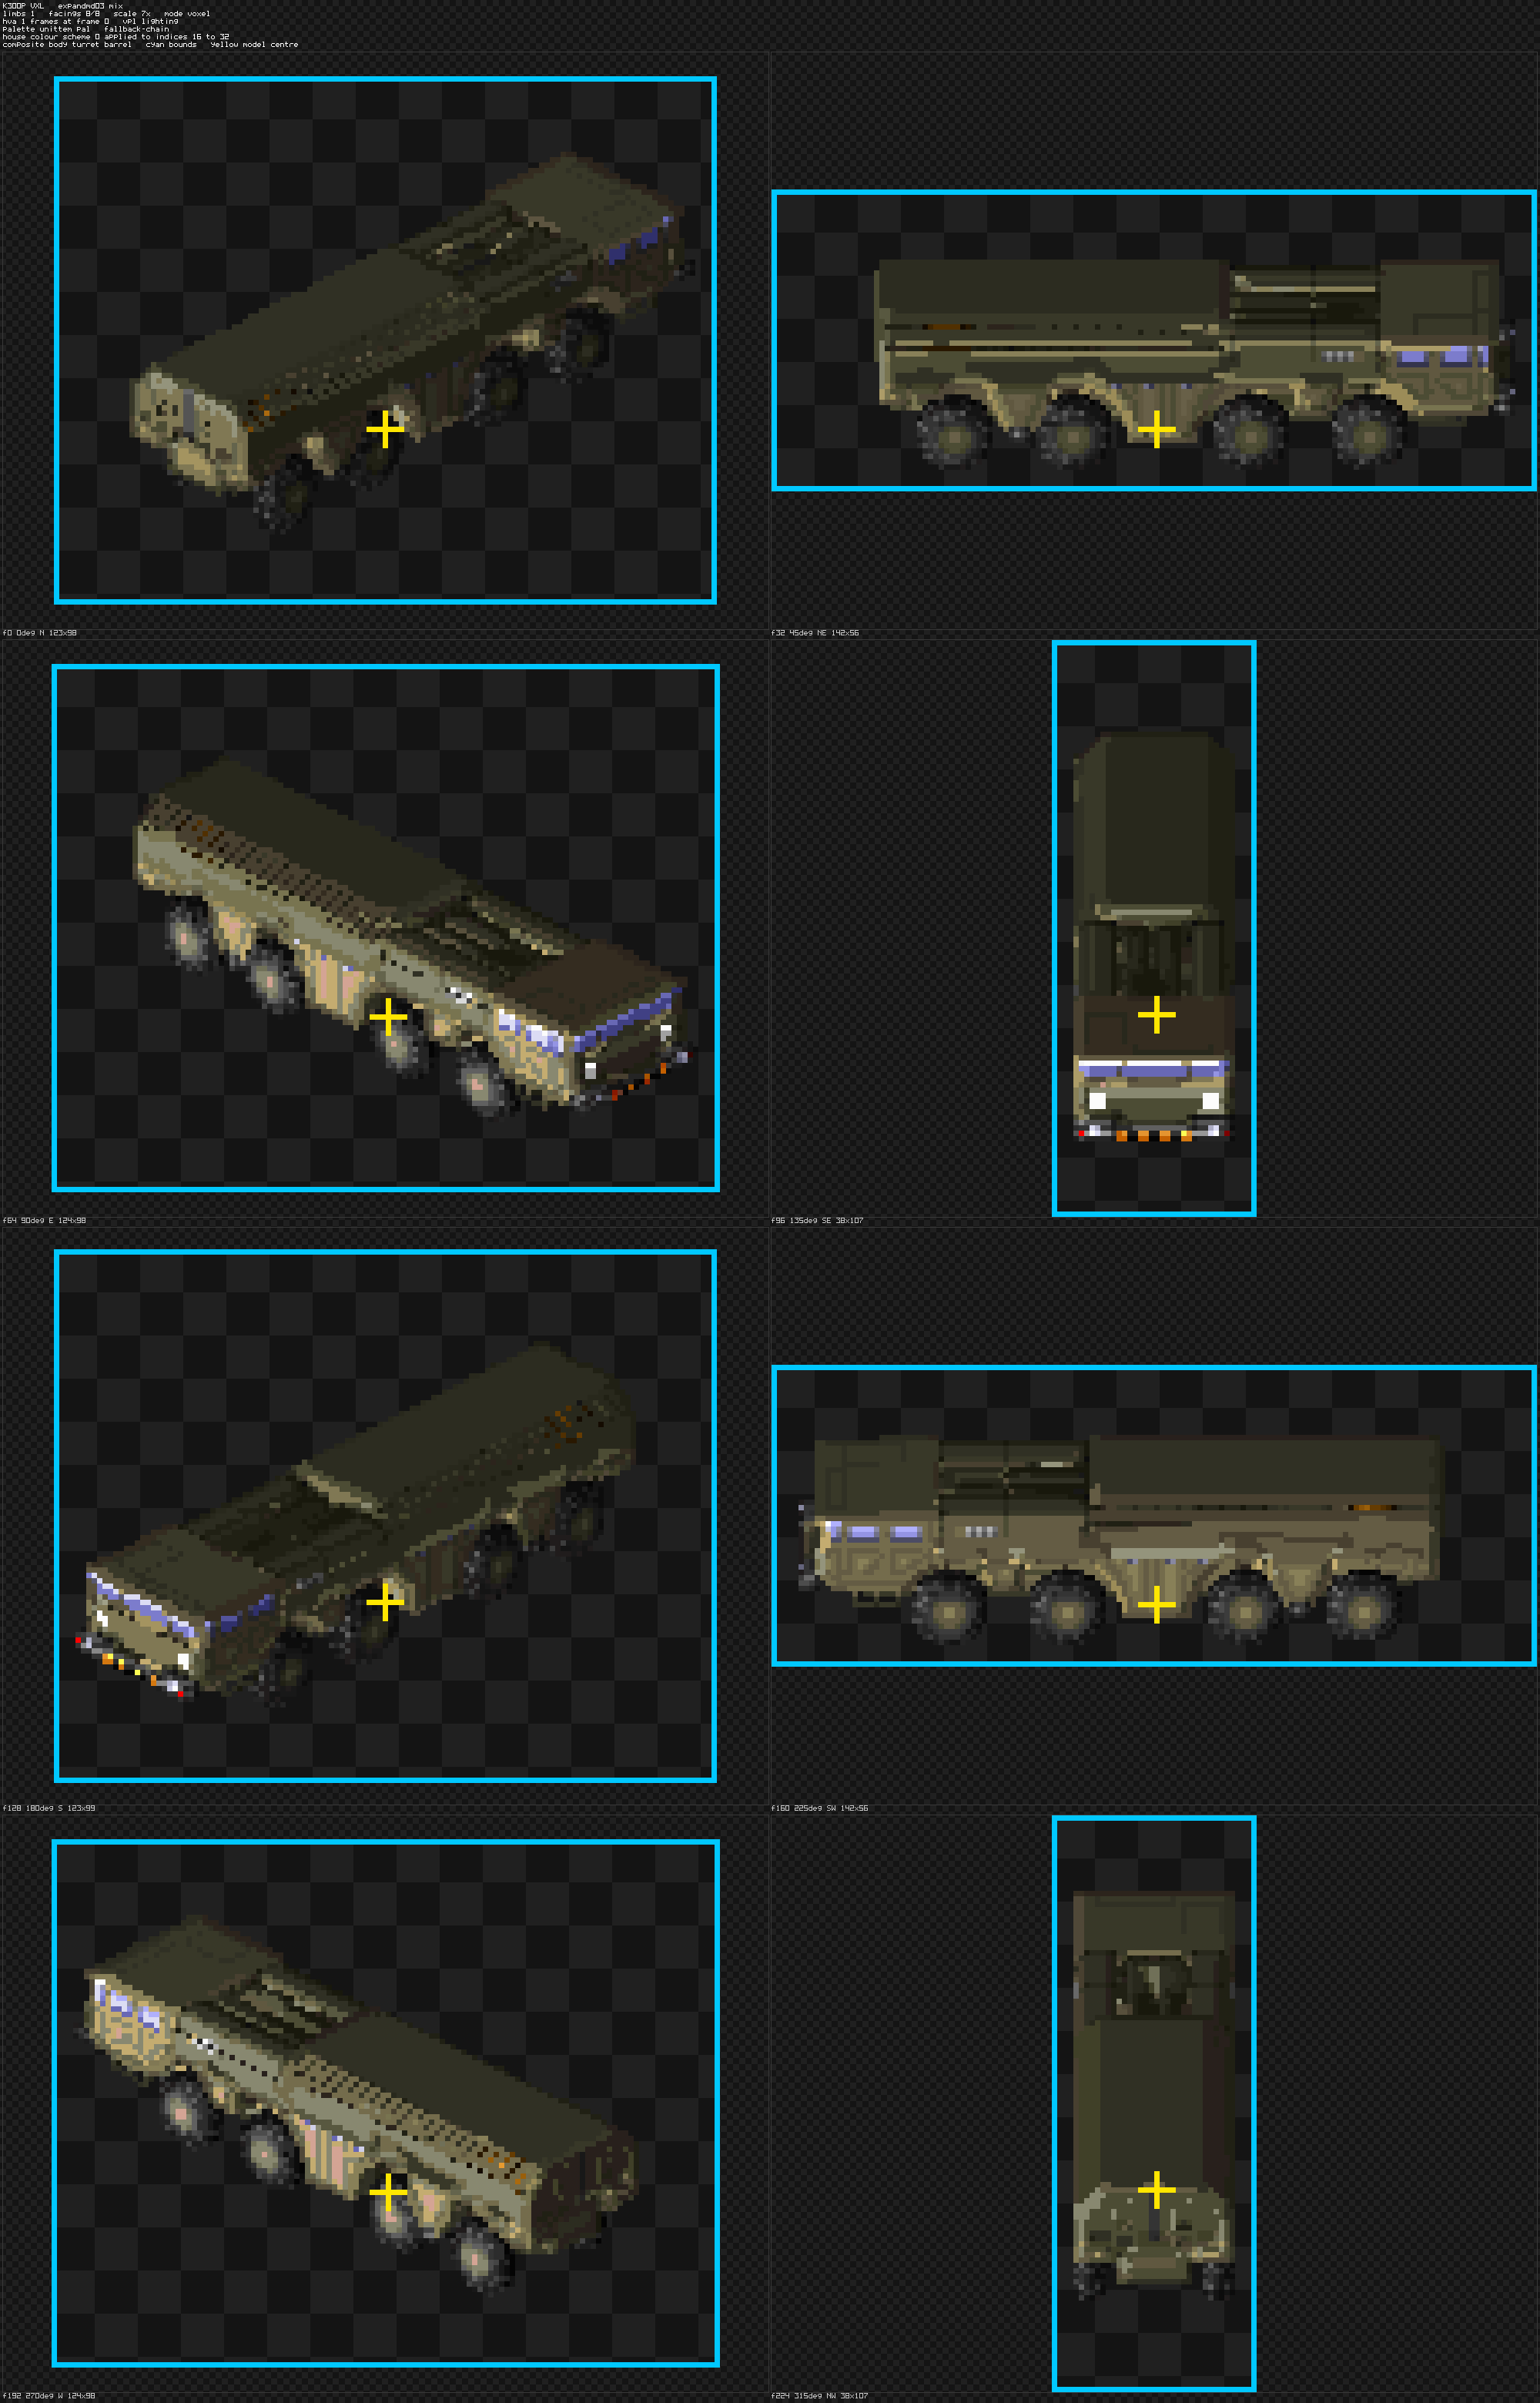 K300P VXL   expandmd03 mix
limbs 1   facings 8/8   scale 7x   mode voxel
hva 1 frames at frame 0   vpl lighting
palette unittem pal   fallback-chain
house colour scheme 0 applied to indices 16 to 32
composite body turret barrel   cyan bounds   yellow model centre
f0 0deg N 123x98
f32 45deg NE 142x56
f64 90deg E 124x98
f96 135deg SE 38x107
f128 180deg S 123x99
f160 225deg SW 142x56
f192 270deg W 124x98
f224 315deg NW 38x107